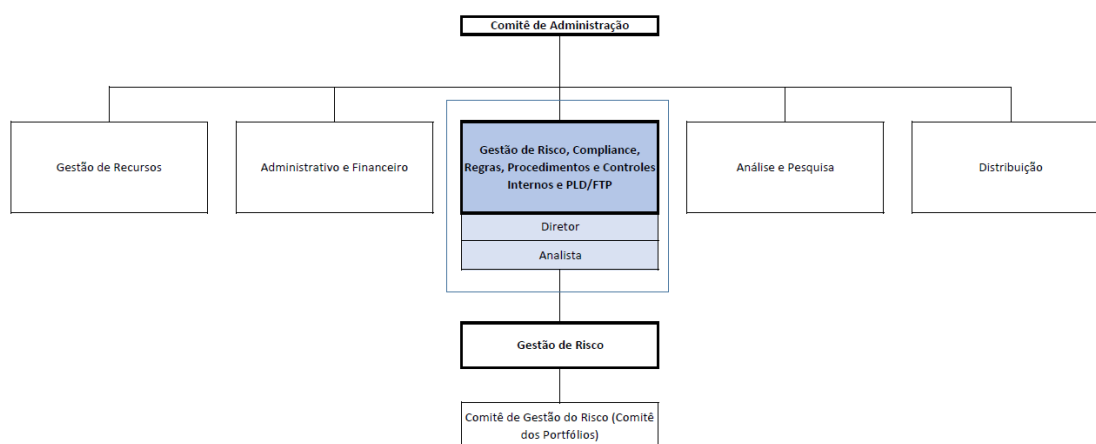 Comitê de Administração
Gestão de Recursos
Administrativo e Financeiro
Gestão de Risco, Compliance,
Regras, Procedimentos e Controles
Internos e PLD/FTP
Análise e Pesquisa
Distribuição
Diretor
Analista
Gestão de Risco
Comitê de Gestão do Risco (Comitê
dos Portfólios)